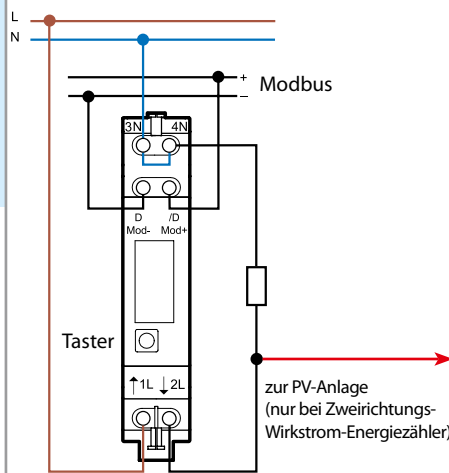 L
N
+
Modbus
–
3N 4N
D /D
Mod- Mod+
Taster
↑1L ↓2L
zur PV-Anlage
(nur bei Zweirichtungs-
Wirkstrom-Energiezähler)